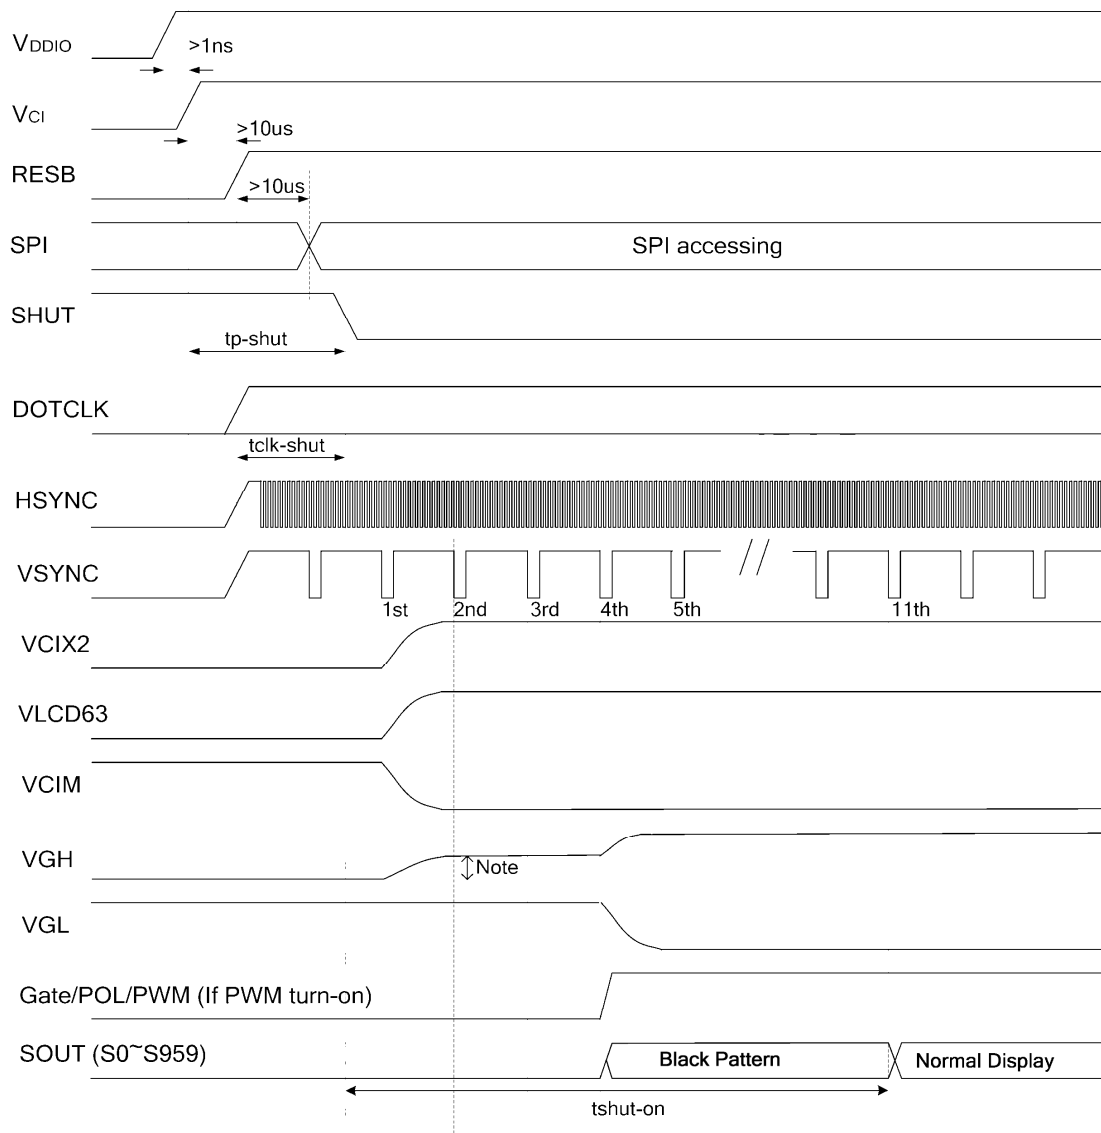 VDDIO
>1ns
VCI
>10us
RESB
>10us
SPI
SPI accessing
SHUT
tp-shut
DOTCLK
tclk-shut
HSYNC
VSYNC
1st 2nd 3rd 4th 5th 11th
VCIX2
VLCD63
VCIM
VGH
Note
VGL
Gate/POL/PWM (If PWM turn-on)
SOUT (S0~S959)
Black Pattern
Normal Display
tshut-on